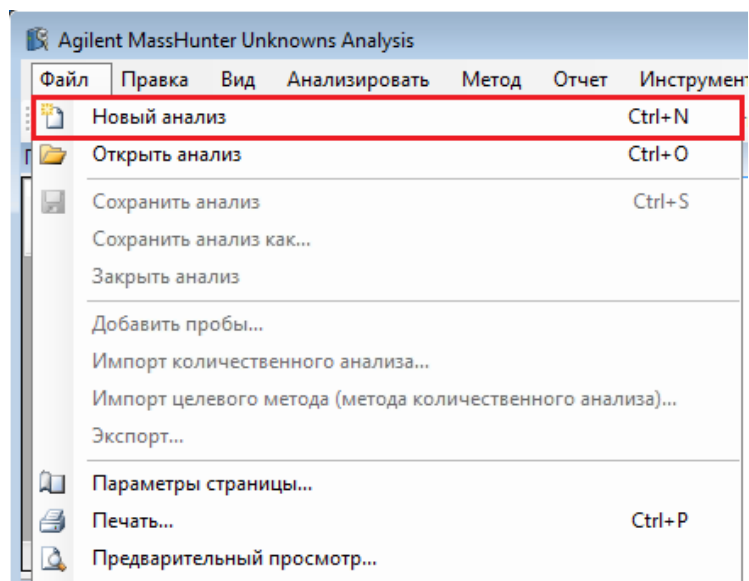 Agilent MassHunter Unknowns Analysis
Файл Правка Вид Анализировать Метод Отчет
Новый анализ Ctrl+N
Открыть анализ Ctrl+O
Сохранить анализ Ctrl+S
Сохранить анализ как...
Закрыть анализ
Добавить пробы...
Импорт количественного анализа...
Импорт целевого метода (метода количественного анализа)...
Экспорт...
Параметры страницы...
Печать... Ctrl+P
Предварительный просмотр...